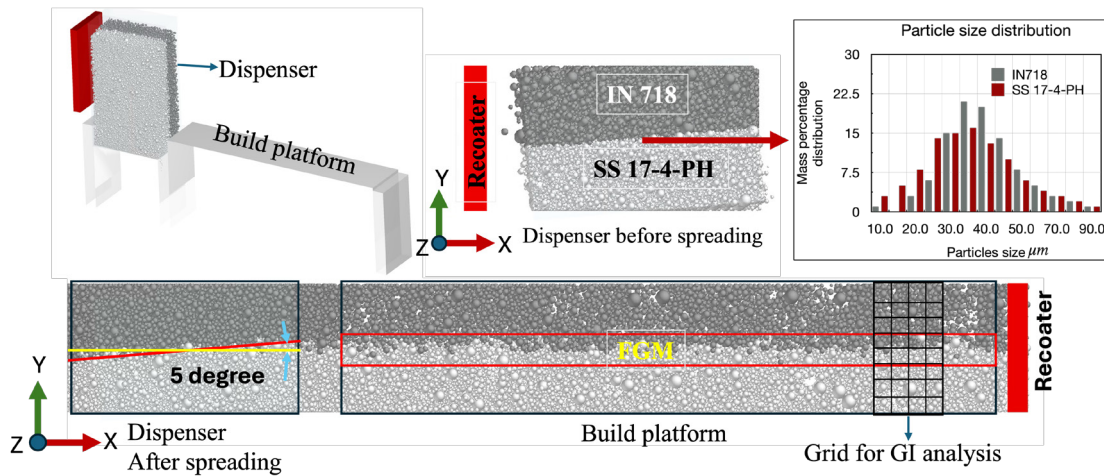 Dispenser
Build platform
Recoater
IN 718
SS 17-4-PH
Y
Z
X
Dispenser before spreading
Particle size distribution
30
22.5
15
7.5
0
Mass percentage
distribution
IN718
SS 17-4-PH
10.0 20.0 30.0 40.0 50.0 60.0 70.0 90.0
Particles size μm
Y
Z
X
5 degree
Dispenser
After spreading
FGM
Build platform
Recoater
Grid for GI analysis